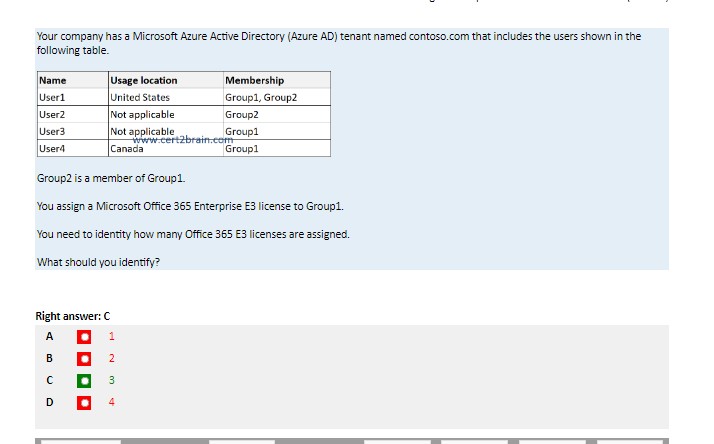 Your company has a Microsoft Azure Active Directory (Azure AD) tenant named contoso.com that includes the users shown in the
following table.
Name Usage location Membership
User1 United States Group1, Group2
User2 Not applicable Group2
User3 Not applicable Group1
www.cert2brain.com
User4 Canada Group1
Group2 is a member of Group1.
You assign a Microsoft Office 365 Enterprise E3 license to Group1.
You need to identity how many Office 365 E3 licenses are assigned.
What should you identify?
Right answer: C
A 1
B 2
C 3
D 4